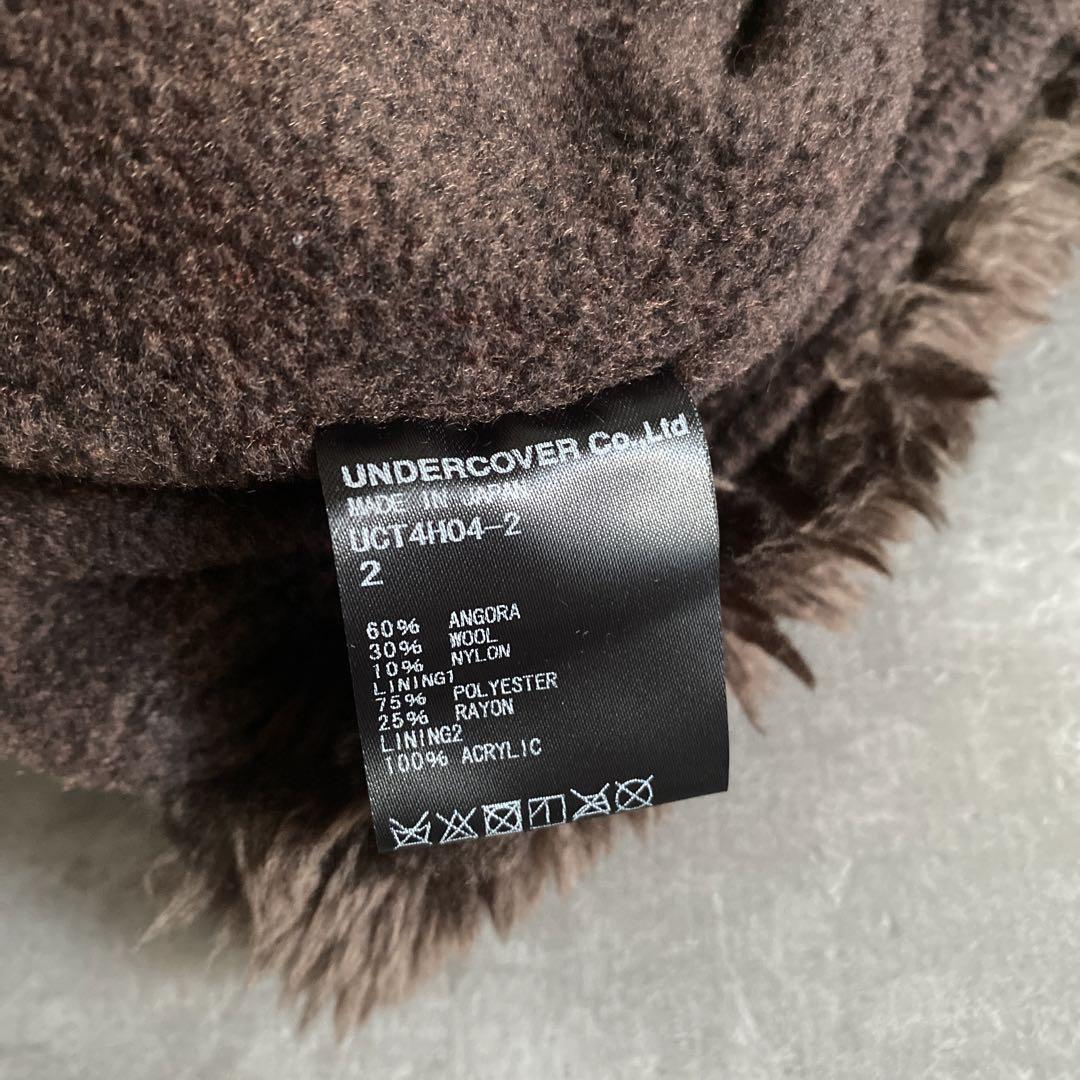 UNDERCOVER Co.,Ltd
MADE IN JAPAN
UCT4H04-2
2
60% ANGORA
30% WOOL
10% NYLON
LINING1
75% POLYESTER
25% RAYON
LINING2
100% ACRYLIC